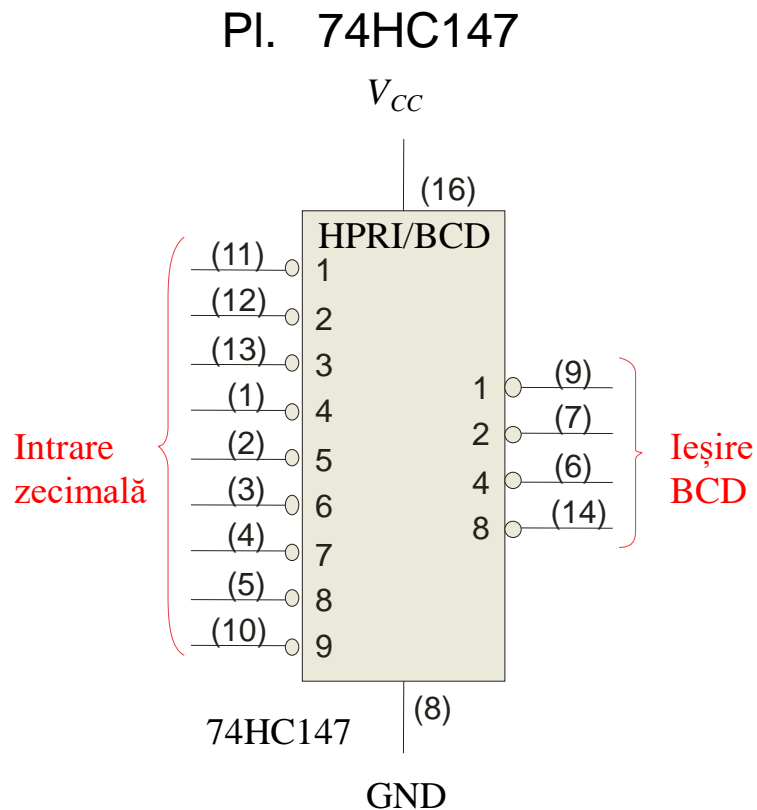 Pl. 74HC147
VCC
(16)
HPRI/BCD
(11) 1
(12) 2
(13) 3
(1) 4
(2) 5
(3) 6
(4) 7
(5) 8
(10) 9
1 (9)
2 (7)
4 (6)
8 (14)
Intrare
zecimală
Ieșire
BCD
(8)
74HC147
GND